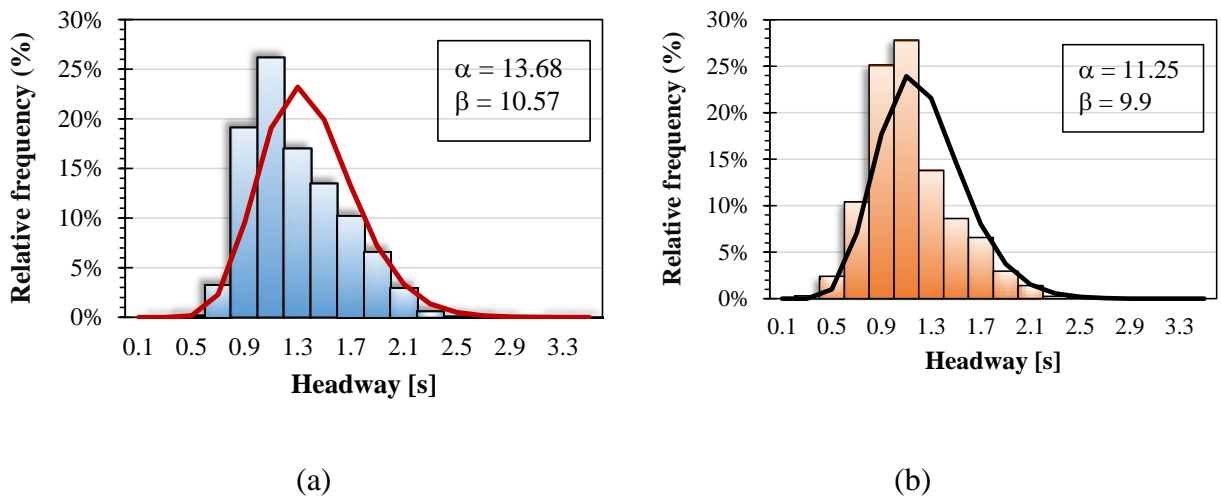 30%
25%
20%
15%
10%
5%
0%
Relative frequency (%)
α = 13.68
β = 10.57
0.1 0.5 0.9 1.3 1.7 2.1 2.5 2.9 3.3
Headway [s]
(a)
30%
25%
20%
15%
10%
5%
0%
Relative frequency (%)
α = 11.25
β = 9.9
0.1 0.5 0.9 1.3 1.7 2.1 2.5 2.9 3.3
Headway [s]
(b)